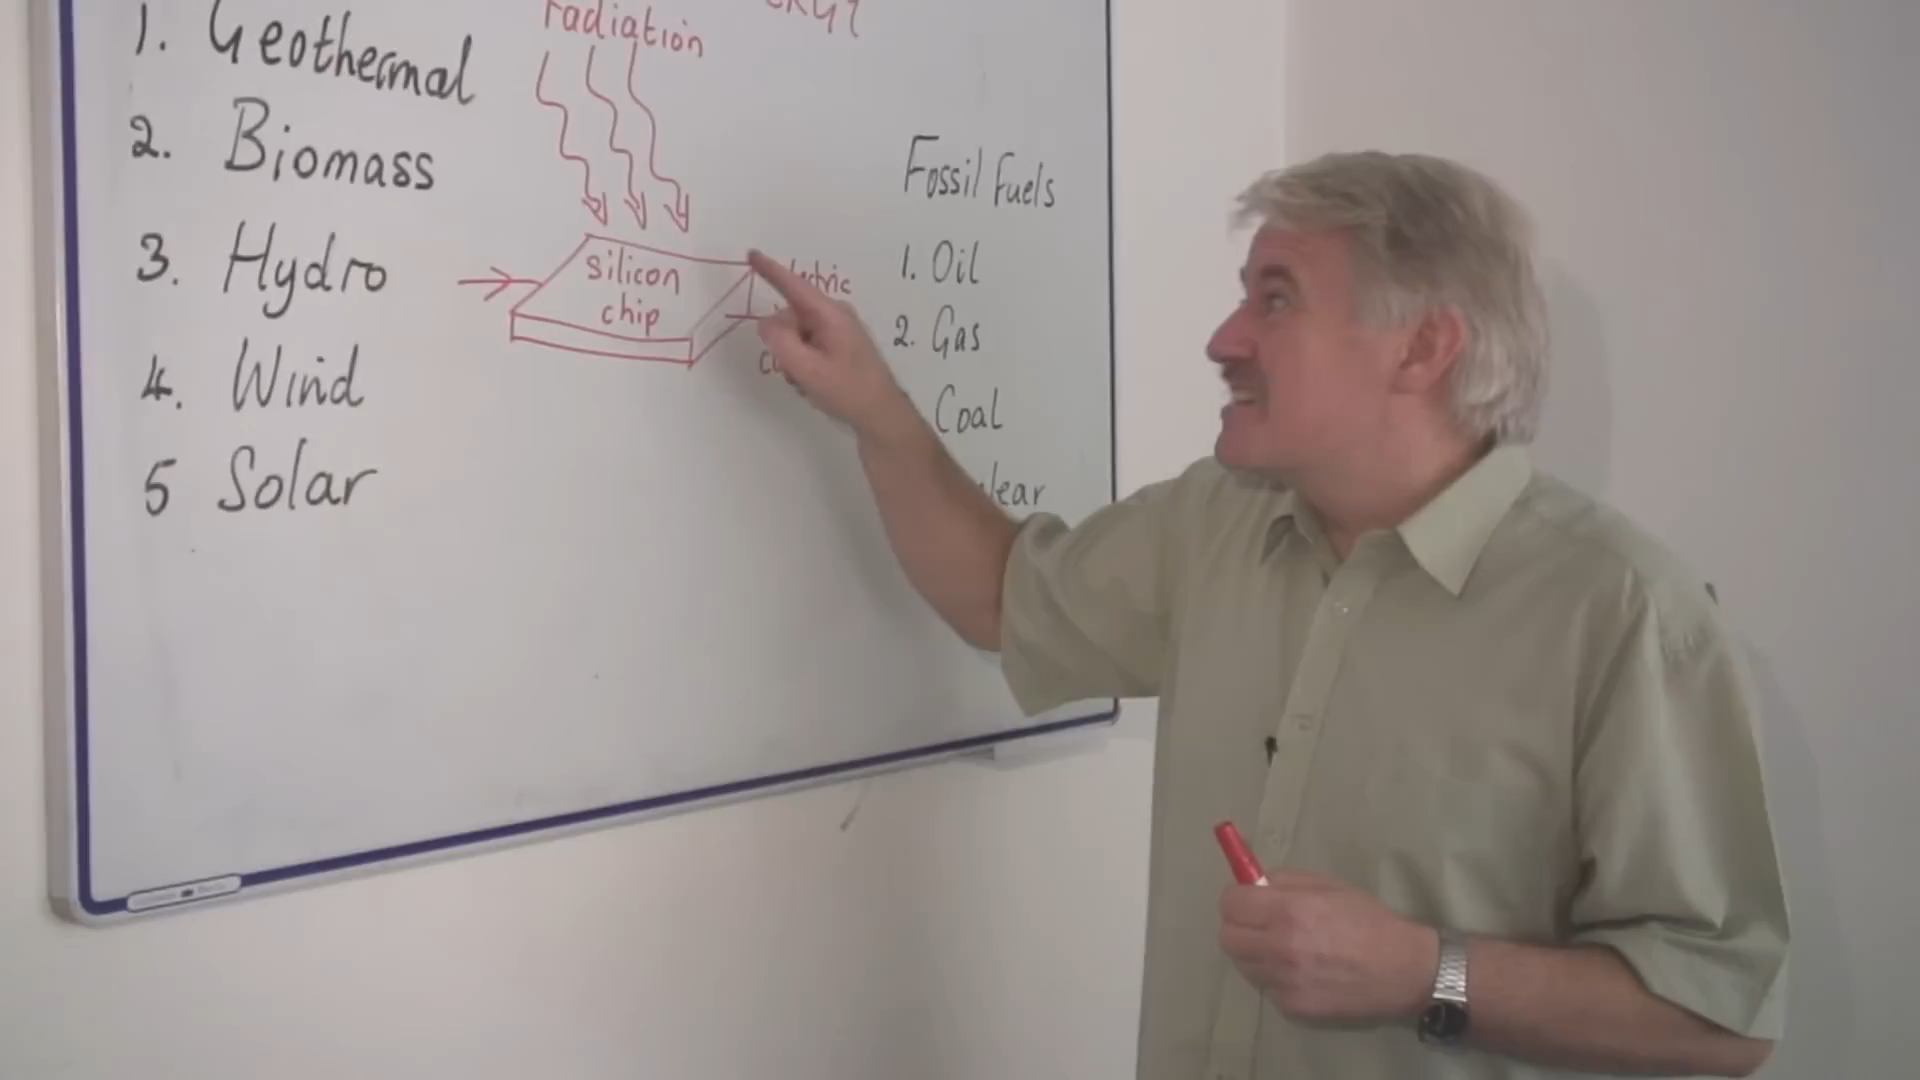 1. Geothermal
2. Biomass
3. Hydro
4. Wind
5 Solar
radiation
silicon
chip
Fossil Fuels
1. Oil
2. Gas
Coal